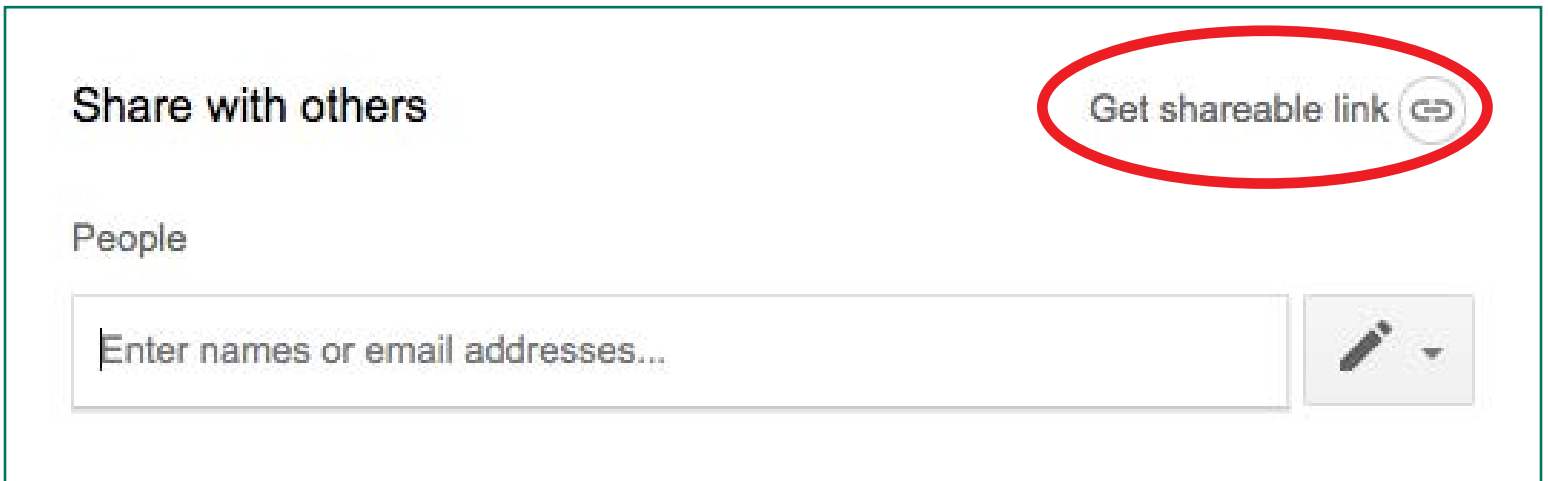 Share with others
Get shareable link
People
Enter names or email addresses...